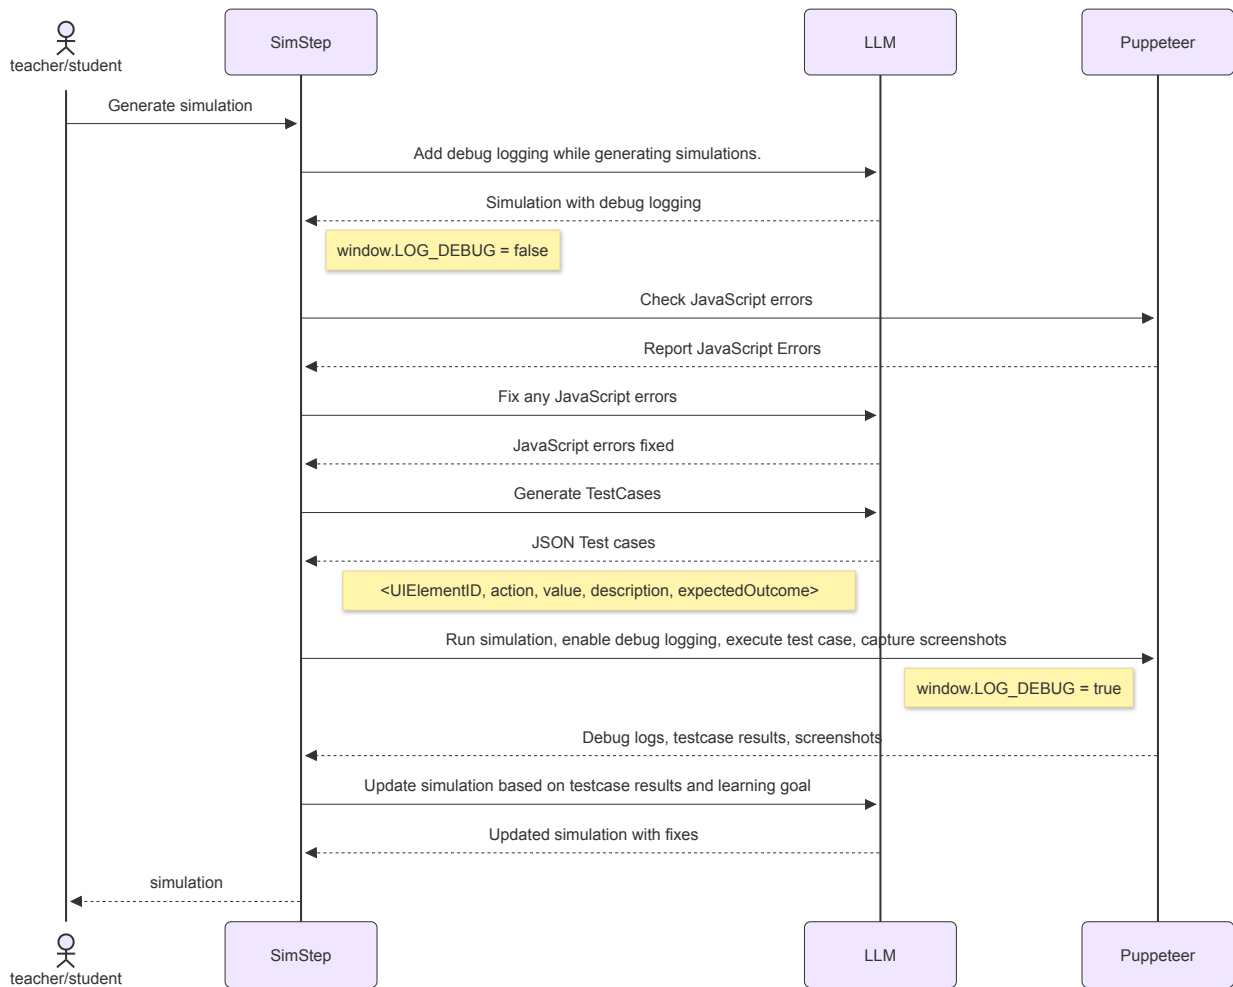 SimStep
LLM
Puppeteer
teacher/student
Generate simulation
Add debug logging while generating simulations.
Simulation with debug logging
window.LOG_DEBUG = false
Check JavaScript errors
Report JavaScript Errors
Fix any JavaScript errors
JavaScript errors fixed
Generate TestCases
JSON Test cases
<UIElementID, action, value, description, expectedOutcome>
Run simulation, enable debug logging, execute test case, capture screenshots
window.LOG_DEBUG = true
Debug logs, testcase results, screenshots
Update simulation based on testcase results and learning goal
Updated simulation with fixes
simulation
SimStep
LLM
Puppeteer
teacher/student